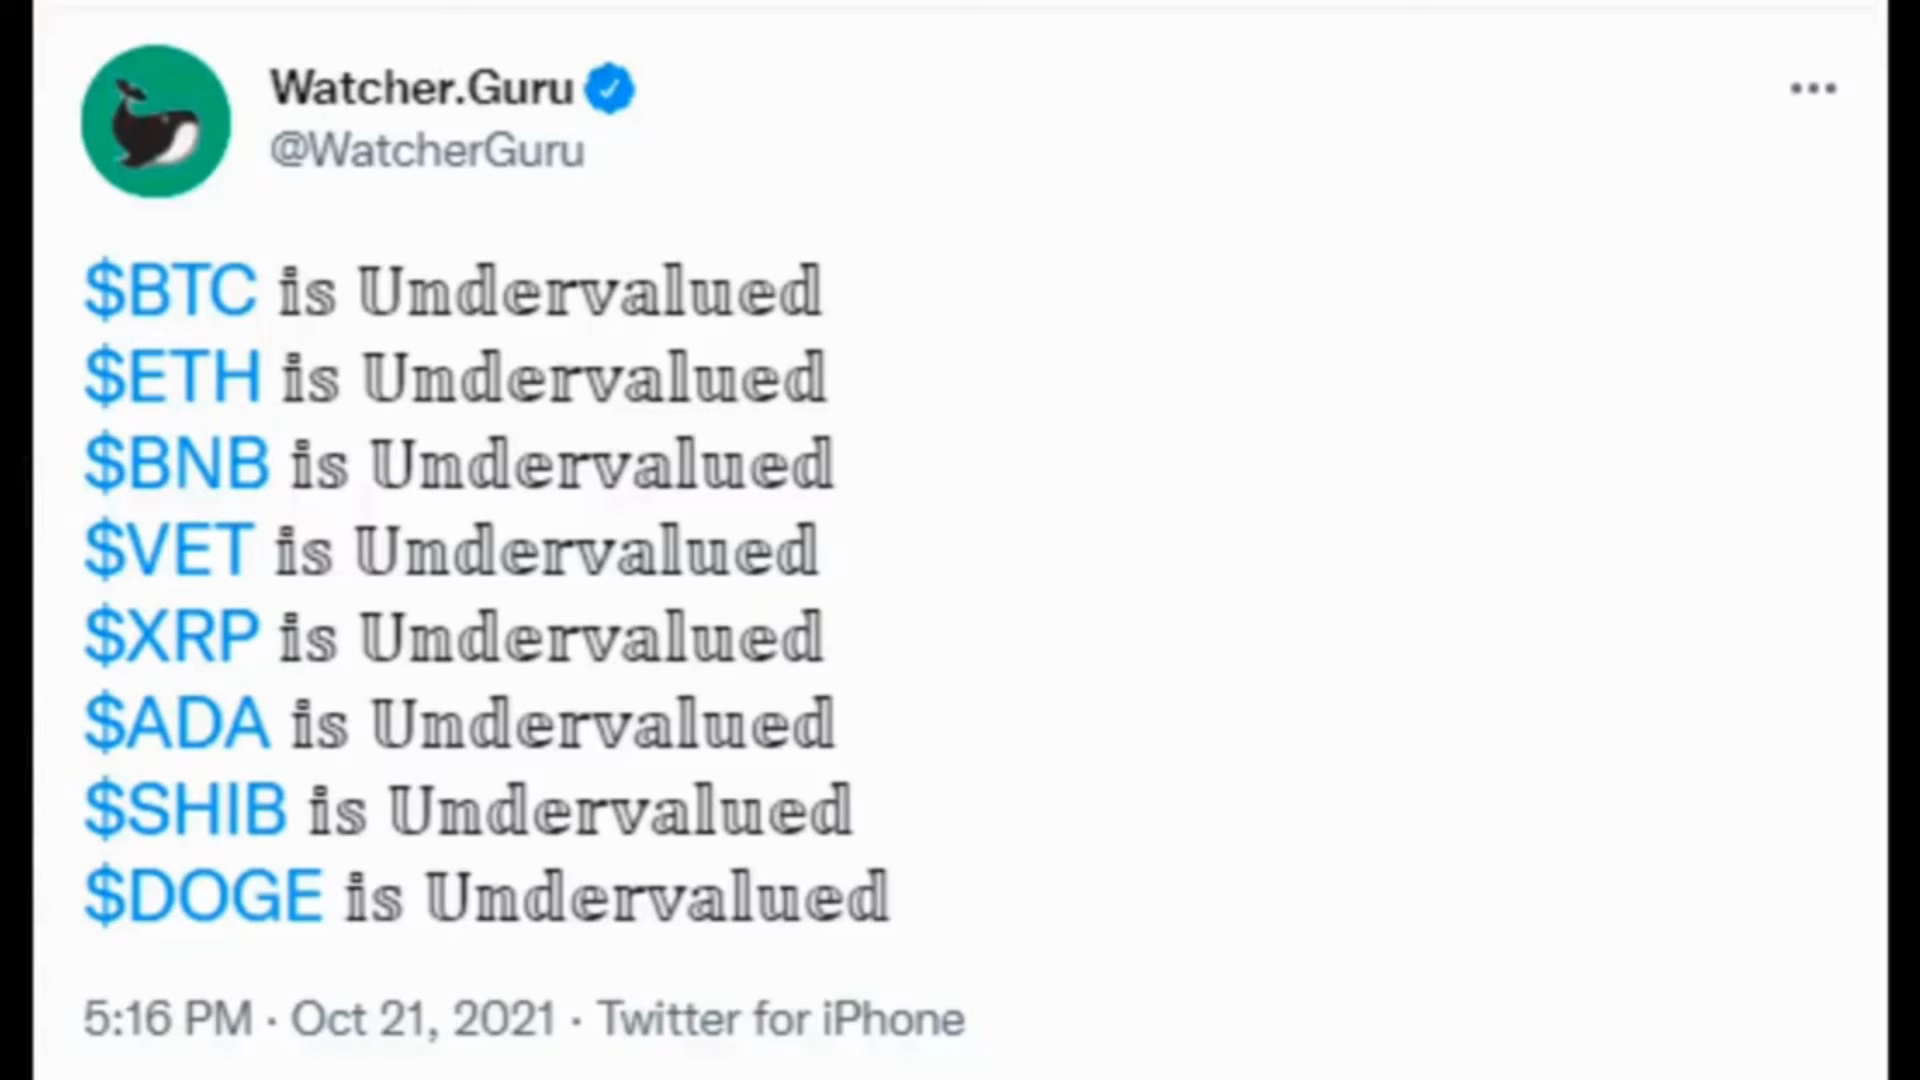 Watcher.Guru
@WatcherGuru
$BTC is Undervalued
$ETH is Undervalued
$BNB is Undervalued
$VET is Undervalued
$XRP is Undervalued
$ADA is Undervalued
$SHIB is Undervalued
$DOGE is Undervalued
5:16 PM · Oct 21, 2021 · Twitter for iPhone